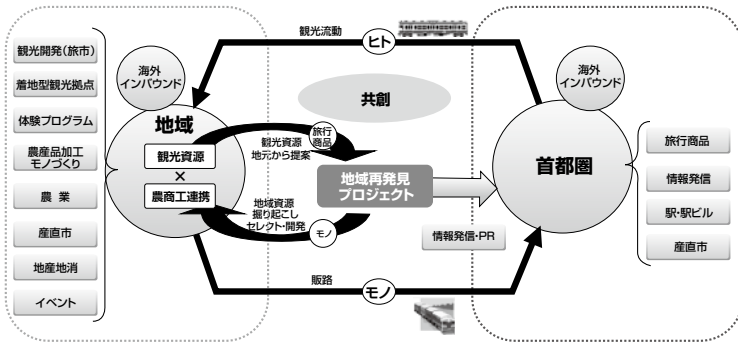 観光流動
ヒト
観光開発(旅市)
着地型観光拠点
体験プログラム
農産品加工
モノづくり
農 業
産直市
地産地消
イベント
海外
インバウンド
地域
観光資源
×
農商工連携
共創
旅行
商品
観光資源
地元から提案
地域再発見
プロジェクト
地域資源
掘り起こし
セレクト・開発
モノ
情報発信・PR
海外
インバウンド
首都圏
旅行商品
情報発信
駅・駅ビル
産直市
販路
モノ